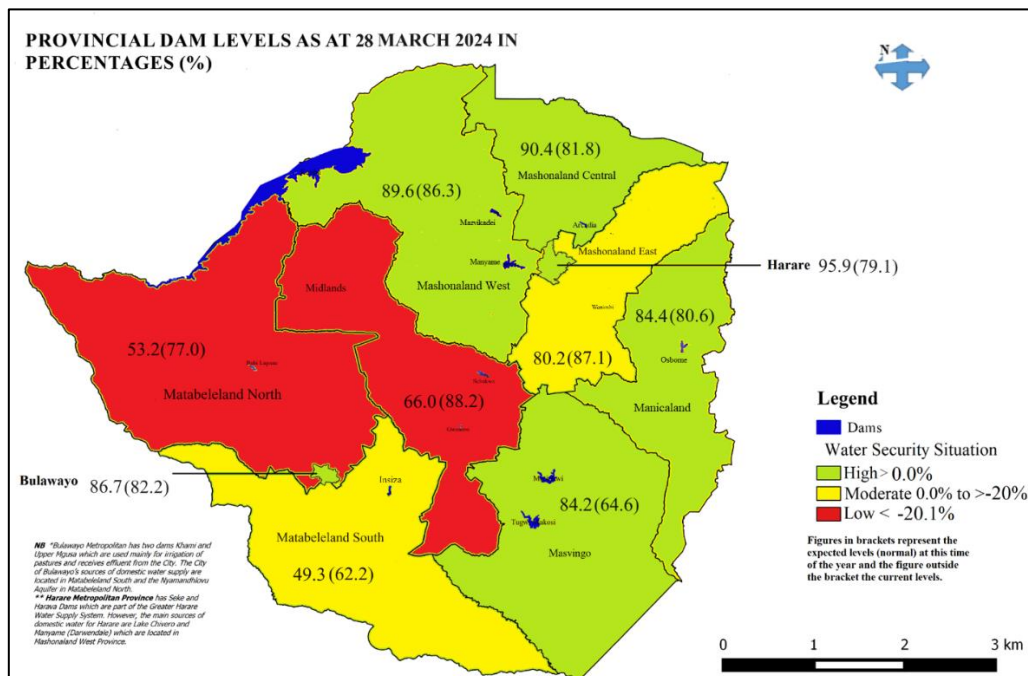 PROVINCIAL DAM LEVELS AS AT 28 MARCH 2024 IN
PERCENTAGES (%)
N
90.4 (81.8)
Mashonaland Central
89.6 (86.3)
Mazvikadei
Arcadia
Mashonaland East
Manyame
Harare 95.9 (79.1)
Midlands
Mashonaland West
84.4 (80.6)
53.2 (77.0)
Osborne
80.2 (87.1)
Matabeleland North
66.0 (88.2)
Manicaland
Legend
Dams
Water Security Situation
High> 0.0%
Moderate 0.0% to >-20%
Low < -20.1%
Bulawayo
86.7 (82.2)
Insiza
84.2 (64.6)
Matabeleland South
Masvingo
49.3 (62.2)
Figures in brackets represent the
expected levels (normal) at this time
of the year and the figure outside
the bracket the current levels.
NB *Bulawayo Metropolitan has two dams Khami and
Upper Mgusa which are used mainly for irrigation of
pastures and receives effluent from the City. The City
of Bulawayo's sources of domestic water supply are
located in Matabeleland South and the Nyamandhlovu
Aquifer in Matabeleland North.
** Harare Metropolitan Province has Seke and
Harava Dams which are part of the Greater Harare
Water Supply System. However, the main sources of
domestic water for Harare are Lake Chivero and
Manyame (Darwendale) which are located in
Mashonaland West Province.
0 1 2 3 km